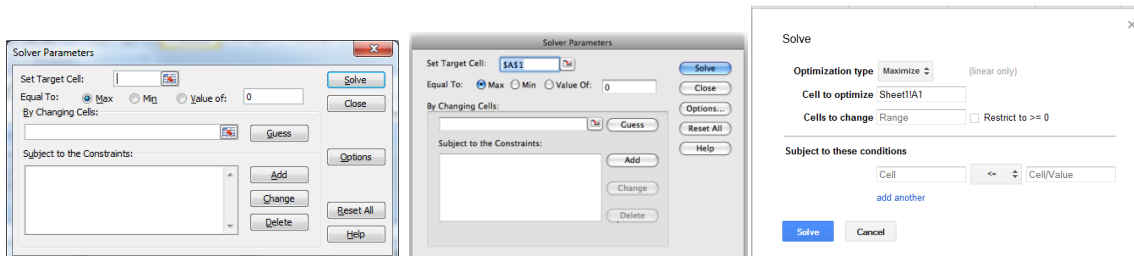 Solver Parameters
Set Target Cell:
Solve
Equal To: Max Min Value of: 0
Close
By Changing Cells:
Guess
Subject to the Constraints:
Options
Add
Change
Reset All
Delete
Help
Solver Parameters
Set Target Cell: $A$1
Solve
Equal To: Max Min Value Of: 0
Close
By Changing Cells:
Options...
Guess
Reset All
Subject to the Constraints:
Help
Add
Change
Delete
Solve
Optimization type Maximize (linear only)
Cell to optimize Sheet1!A1
Cells to change Range Restrict to >= 0
Subject to these conditions
Cell <= Cell/Value
add another
Solve Cancel